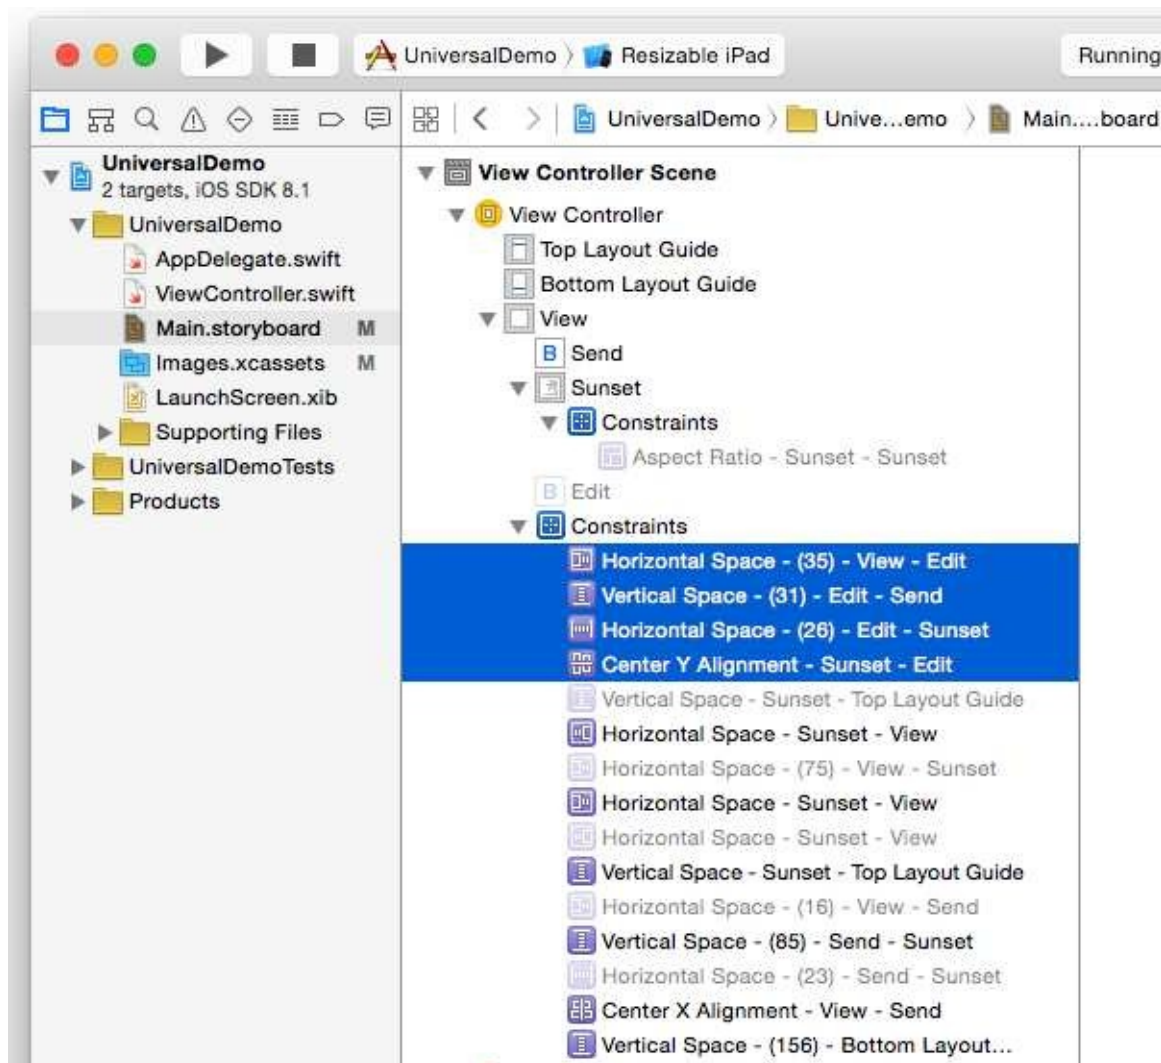 UniversalDemo 〉 Resizable iPad
Running
UniversalDemo 〉 Unive...emo 〉 Main....board
UniversalDemo
2 targets, iOS SDK 8.1
UniversalDemo
AppDelegate.swift
ViewController.swift
Main.storyboard M
Images.xcassets M
LaunchScreen.xib
Supporting Files
UniversalDemoTests
Products
View Controller Scene
View Controller
Top Layout Guide
Bottom Layout Guide
View
B Send
Sunset
Constraints
Aspect Ratio - Sunset - Sunset
B Edit
Constraints
Horizontal Space - (35) - View - Edit
Vertical Space - (31) - Edit - Send
Horizontal Space - (26) - Edit - Sunset
Center Y Alignment - Sunset - Edit
Vertical Space - Sunset - Top Layout Guide
Horizontal Space - Sunset - View
Horizontal Space - (75) - View - Sunset
Horizontal Space - Sunset - View
Horizontal Space - Sunset - View
Vertical Space - Sunset - Top Layout Guide
Horizontal Space - (16) - View - Send
Vertical Space - (85) - Send - Sunset
Horizontal Space - (23) - Send - Sunset
Center X Alignment - View - Send
Vertical Space - (156) - Bottom Layout...